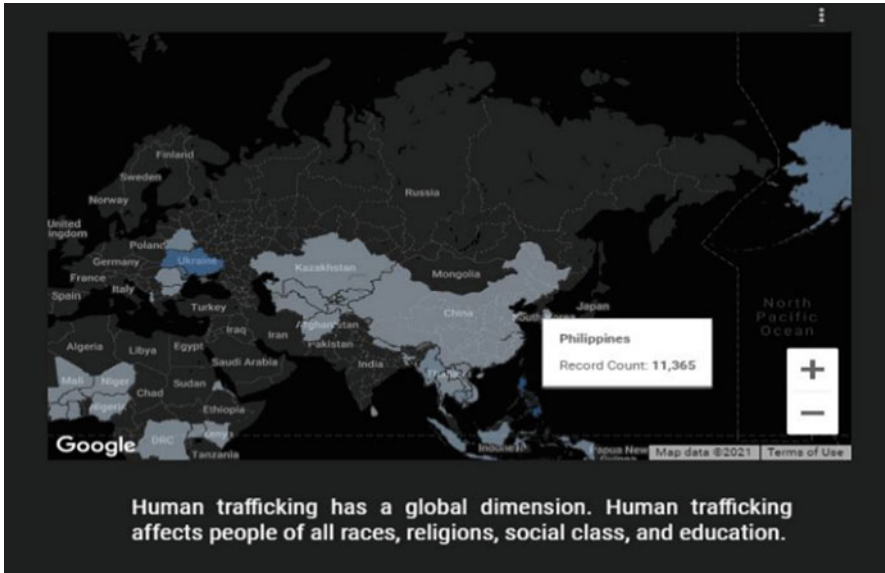 Finland
Sweden
Norway
Russia
United
ingdom
Poland
Germany
Ukraine
France
Kazakhstan
Mongolia
Spain
Italy
Turkey
China
South Korea
Japan
North
Pacific
Ocean
Iraq
Iran
Afghanistan
Pakistan
Algeria
Libya
Egypt
Saudi Arabia
India
Philippines
Record Count: 11,365
Mali
Niger
Chad
Sudan
Nigeria
Ethiopia
DRC
Kenya
Tanzania
Papua New
Google
Map data ©2021
Terms of Use
Human trafficking has a global dimension. Human trafficking
affects people of all races, religions, social class, and education.